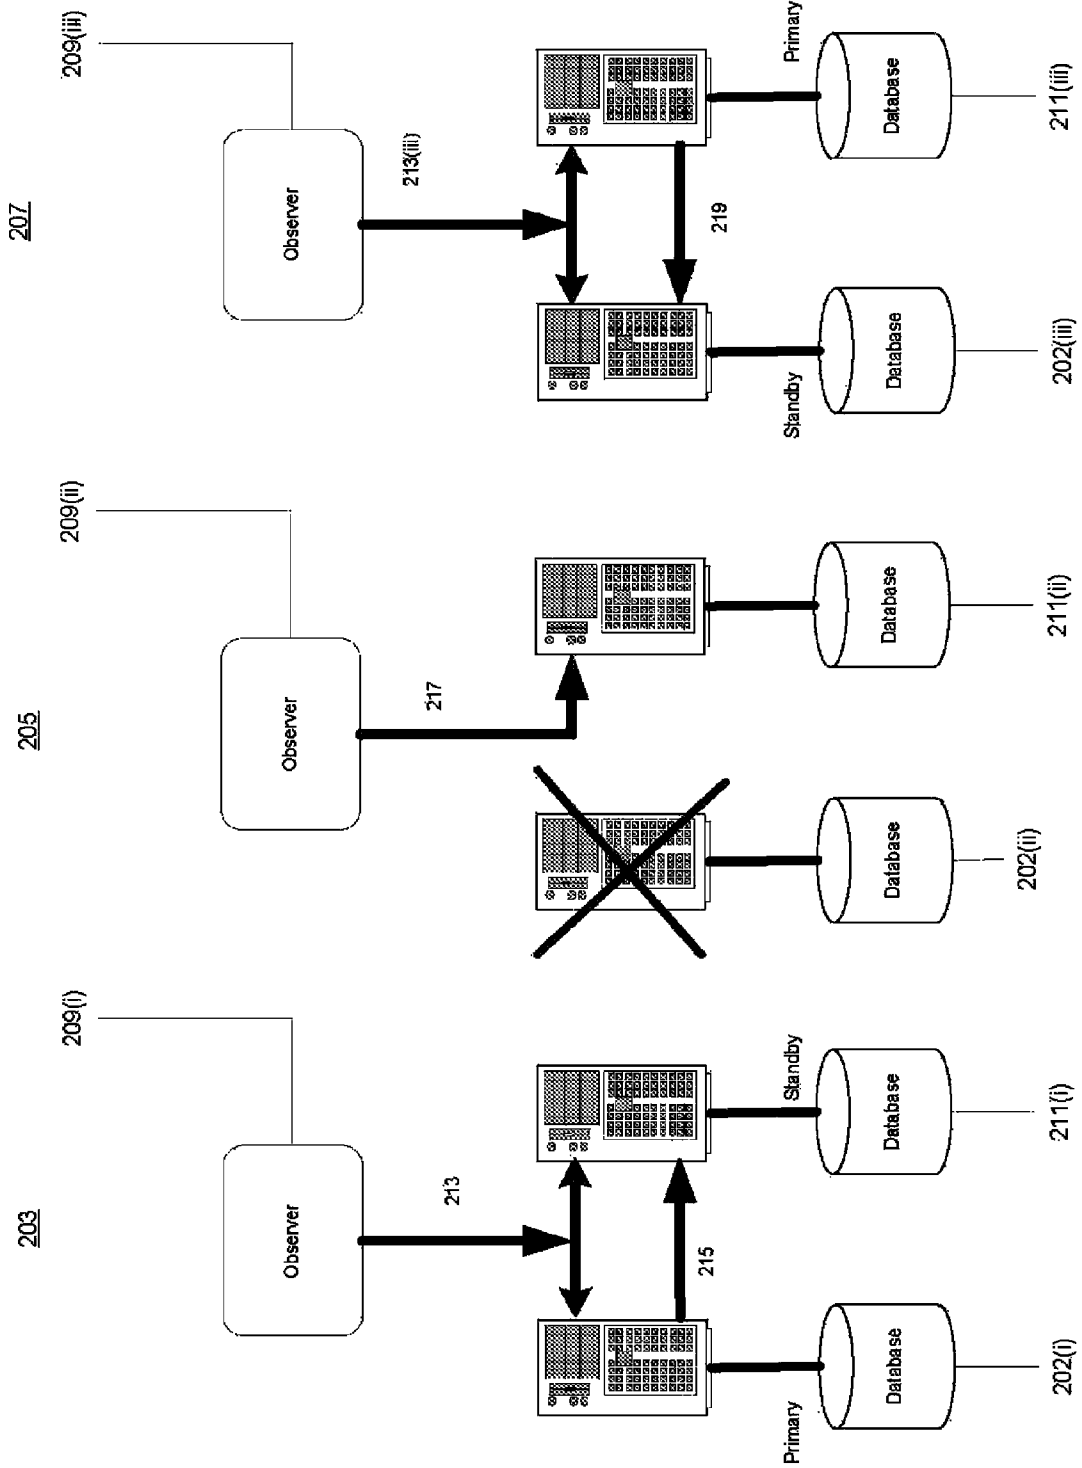 203
209(i)
Observer
213
215
Primary
Standby
Database
Database
202(i)
211(i)
205
209(ii)
Observer
217
Database
Database
202(ii)
211(ii)
207
209(iii)
Observer
213(iii)
219
Standby
Primary
Database
Database
202(iii)
211(iii)